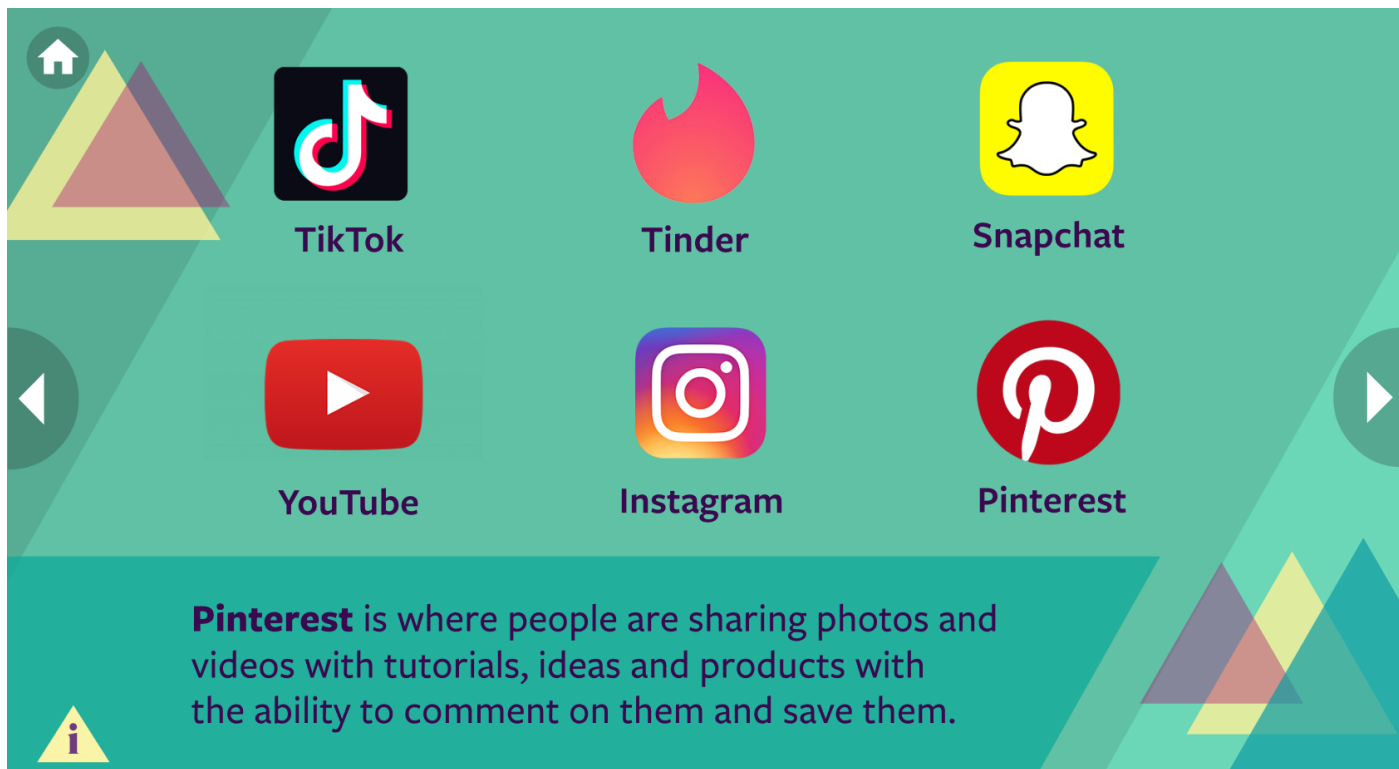 TikTok
Tinder
Snapchat
YouTube
Instagram
Pinterest
Pinterest is where people are sharing photos and
videos with tutorials, ideas and products with
the ability to comment on them and save them.
i